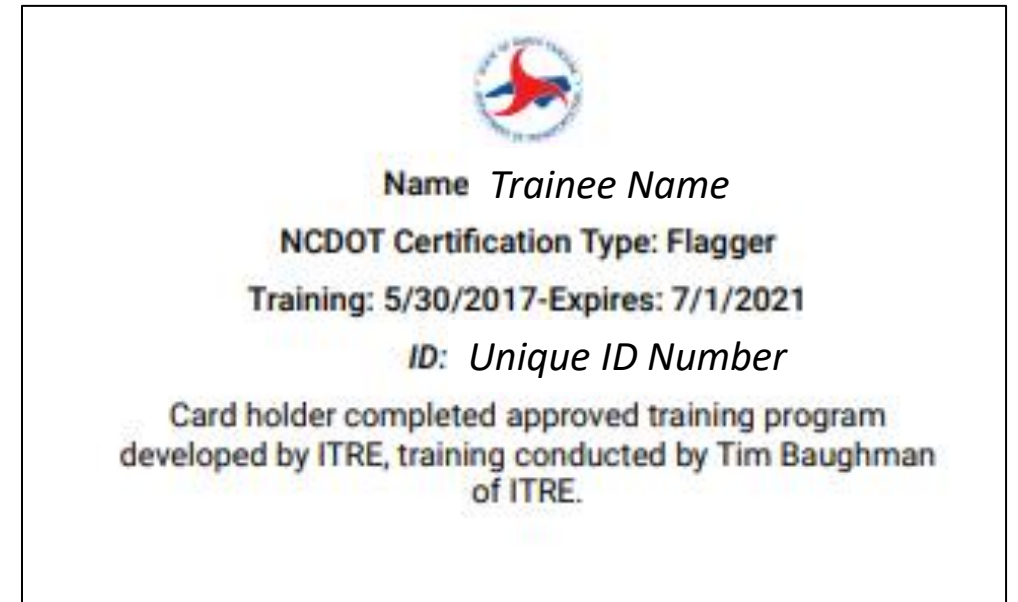 Name Trainee Name
NCDOT Certification Type: Flagger
Training: 5/30/2017-Expires: 7/1/2021
ID: Unique ID Number
Card holder completed approved training program
developed by ITRE, training conducted by Tim Baughman
of ITRE.